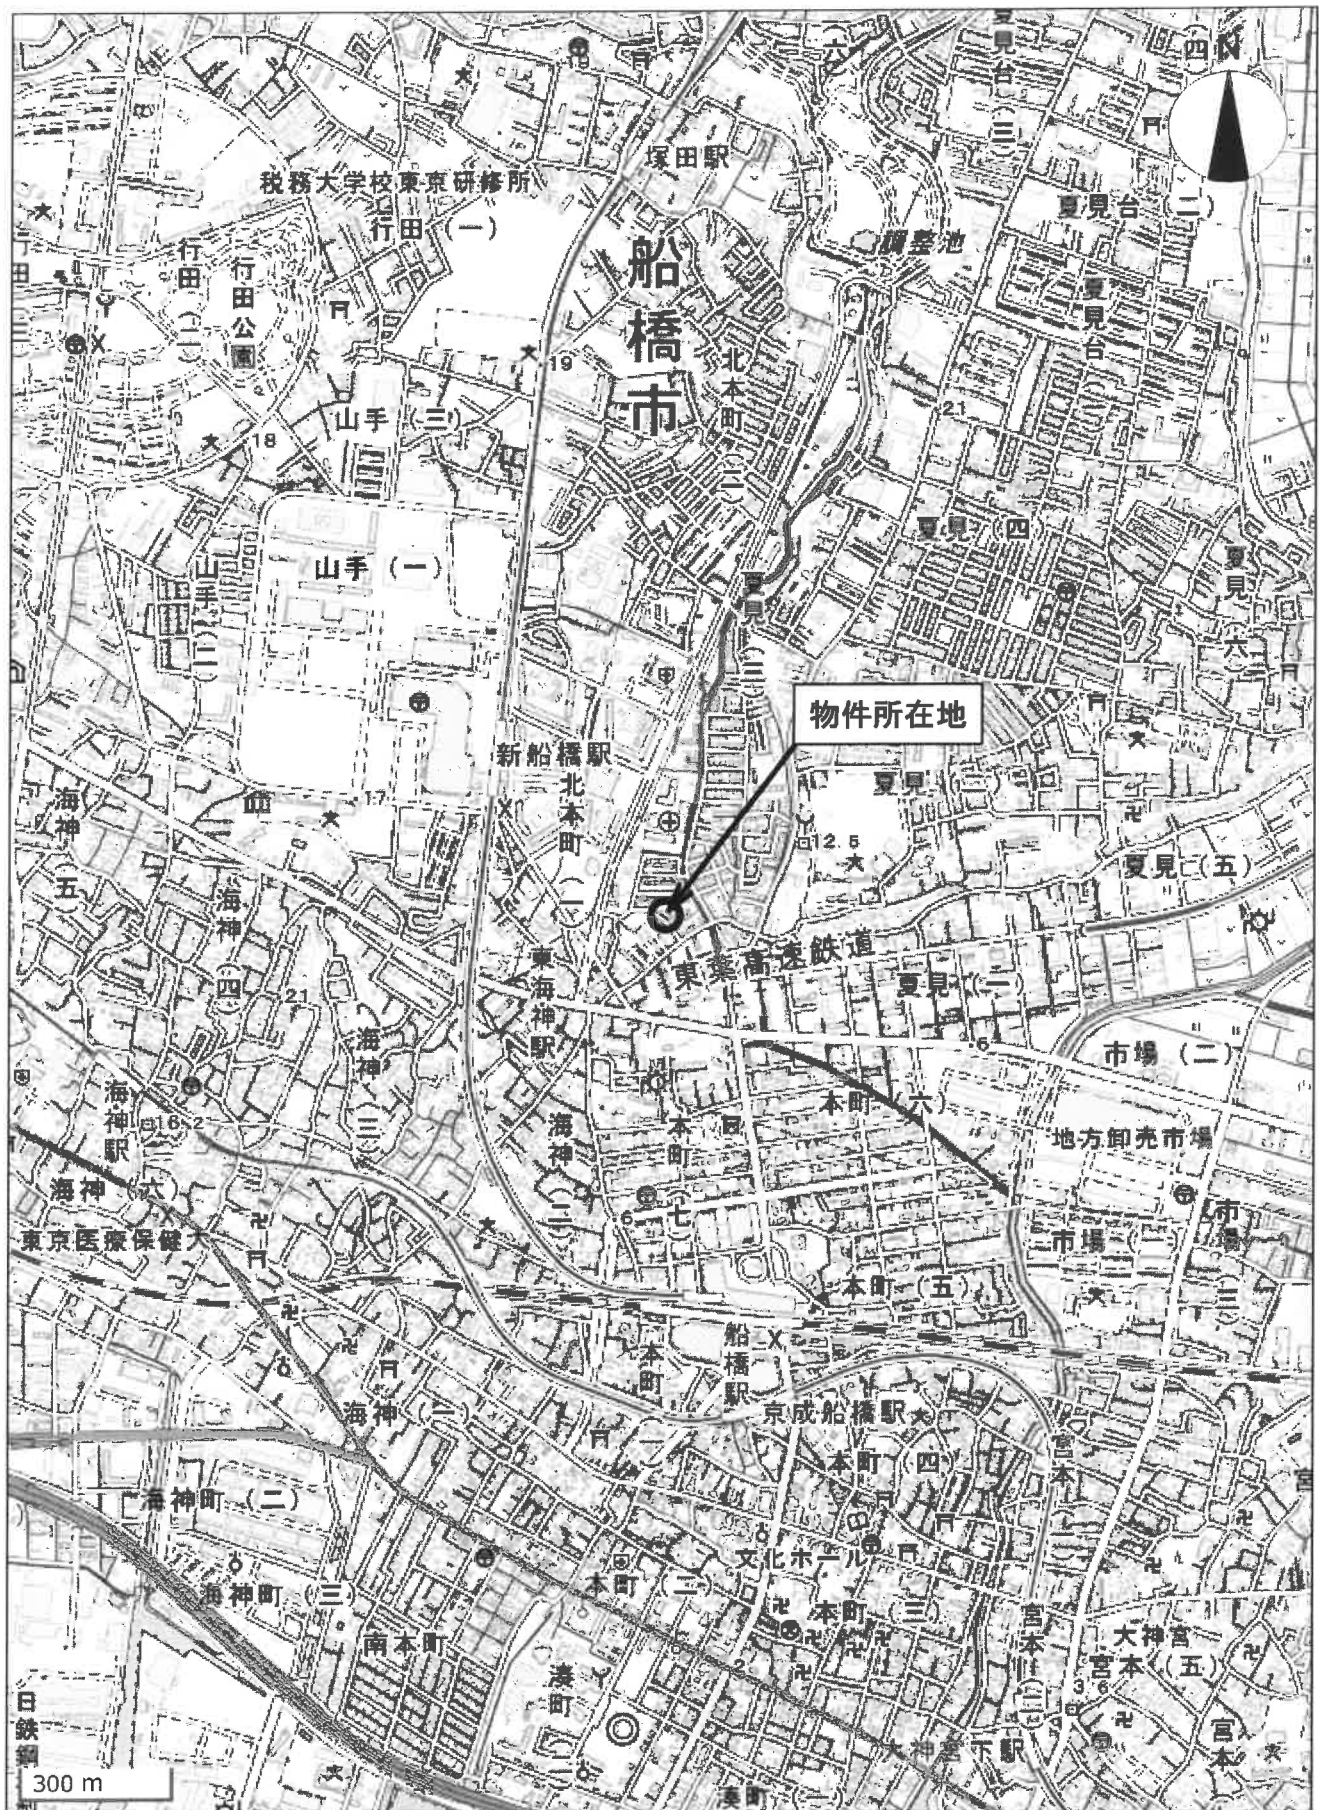 夏見台(三)
四
N
六
塚田駅
税務大学校東京研修所
行田(一)
夏見台(二)
調整池
行田
行田(二)
行田公園
船橋市
夏見台(一)
北本町(二)
19
21
山手(三)
18
夏見(四)
山手(一)
山手(二)
夏見(三)
夏見(六)
物件所在地
新船橋駅
北本町(一)
夏見(二)
17
海神(五)
12.5
夏見(五)
海神(四)
東葉高速鉄道
夏見(一)
東海神駅
21
海神(三)
6
市場(二)
海神駅
16.2
海神(二)
本町(六)
本町(七)
地方卸売市場
海神(六)
6
東京医療保健大
市場(一)
市場(三)
本町(五)
船橋駅
本町(一)
京成船橋駅
海神(一)
本町(四)
宮本(一)
宮
海神町(二)
文化ホール
本町(二)
海神町(三)
本町(三)
南本町
宮本(二)
大神宮
宮本(五)
湊町(二)
2
3.6
宮本
日鉄鋼
大神宮下駅
湊町(一)
300 m